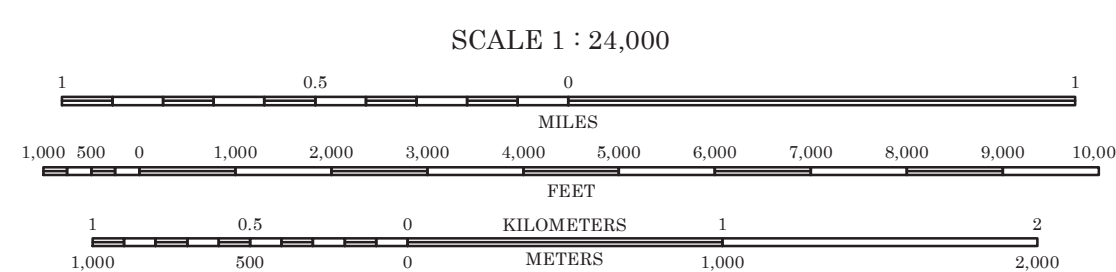 SCALE 1 : 24,000
1 0.5 0 1
MILES
1,000 500 0 1,000 2,000 3,000 4,000 5,000 6,000 7,000 8,000 9,000 10,00
FEET
1 0.5 0 KILOMETERS 1 2
1,000 500 0 METERS 1,000 2,000